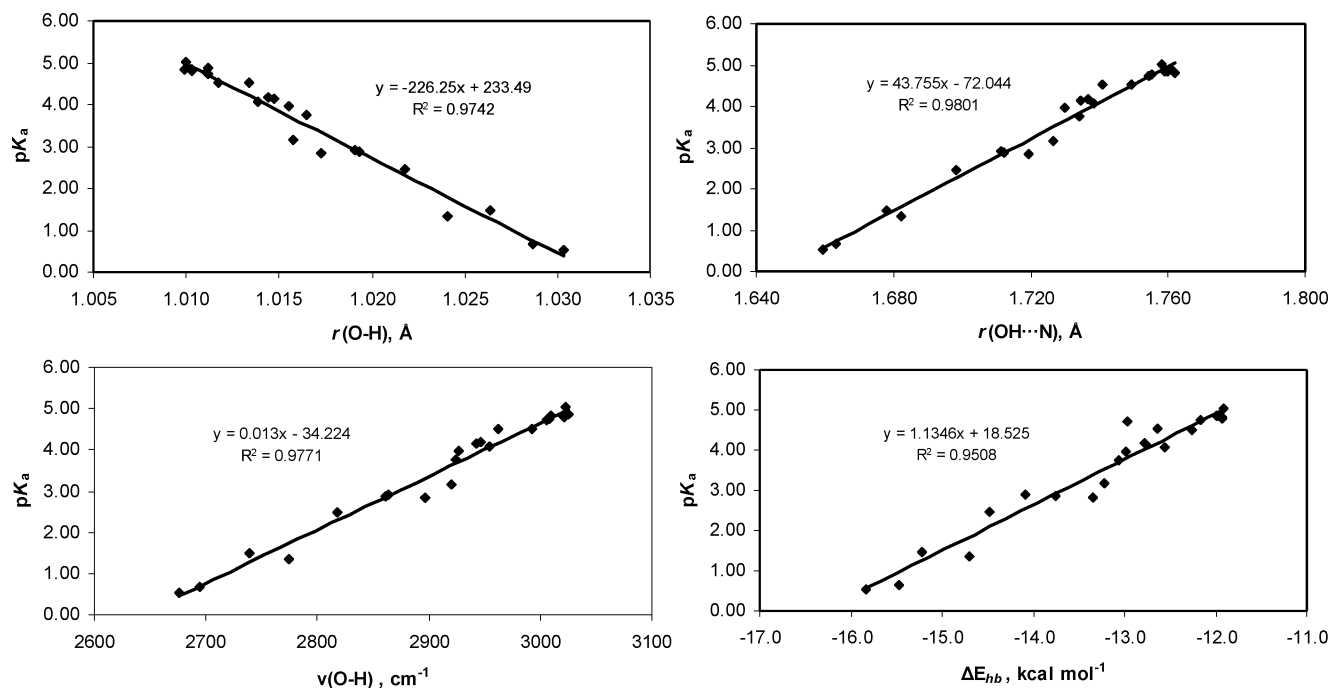 6.00
5.00
4.00
3.00
2.00
1.00
0.00
pKa
y = -226.25x + 233.49
R² = 0.9742
1.005 1.010 1.015 1.020 1.025 1.030 1.035
r(O-H), Å
6.00
5.00
4.00
3.00
2.00
1.00
0.00
pKa
y = 43.755x - 72.044
R² = 0.9801
1.640 1.680 1.720 1.760 1.800
r(OH···N), Å
6.00
5.00
4.00
3.00
2.00
1.00
0.00
pKa
y = 0.013x - 34.224
R² = 0.9771
2600 2700 2800 2900 3000 3100
ν(O-H) , cm⁻¹
6.00
5.00
4.00
3.00
2.00
1.00
0.00
pKa
y = 1.1346x + 18.525
R² = 0.9508
-17.0 -16.0 -15.0 -14.0 -13.0 -12.0 -11.0
ΔEhb , kcal mol⁻¹